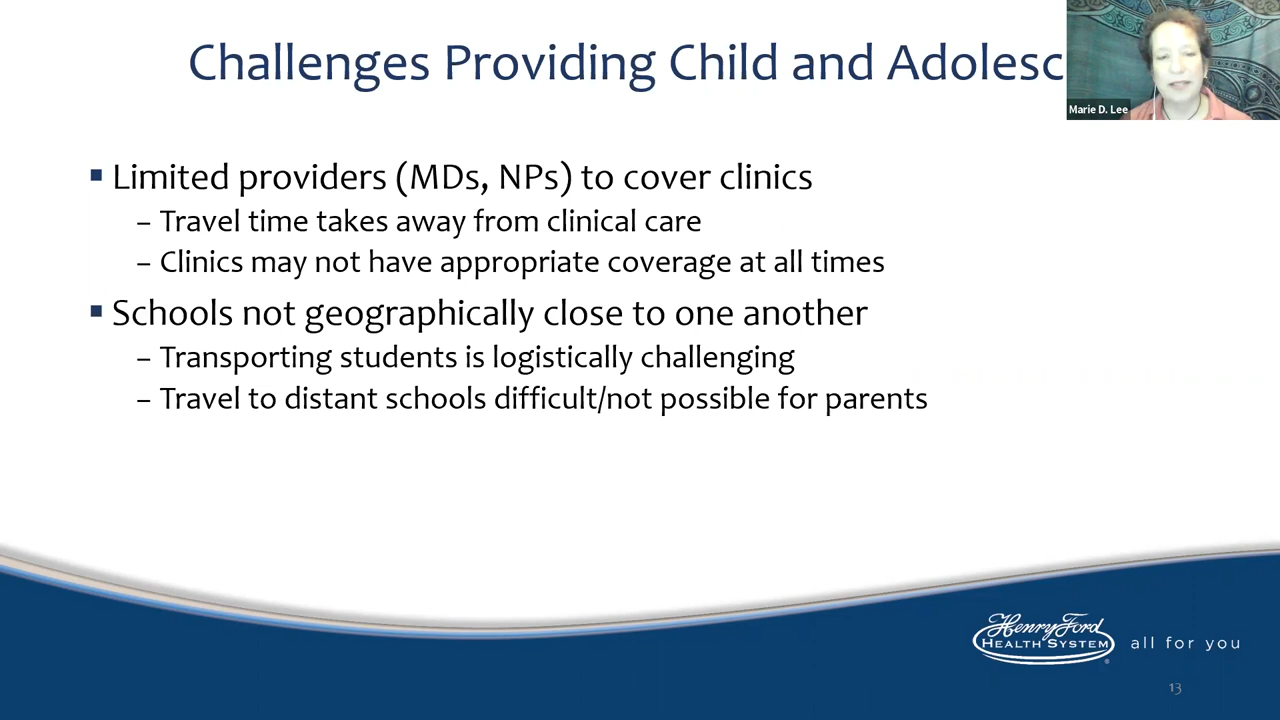 Challenges Providing Child and Adolesc
Marie D. Lee
▪ Limited providers (MDs, NPs) to cover clinics
– Travel time takes away from clinical care
– Clinics may not have appropriate coverage at all times
▪ Schools not geographically close to one another
– Transporting students is logistically challenging
– Travel to distant schools difficult/not possible for parents
Henry Ford
HEALTH SYSTEM®
all for you
13